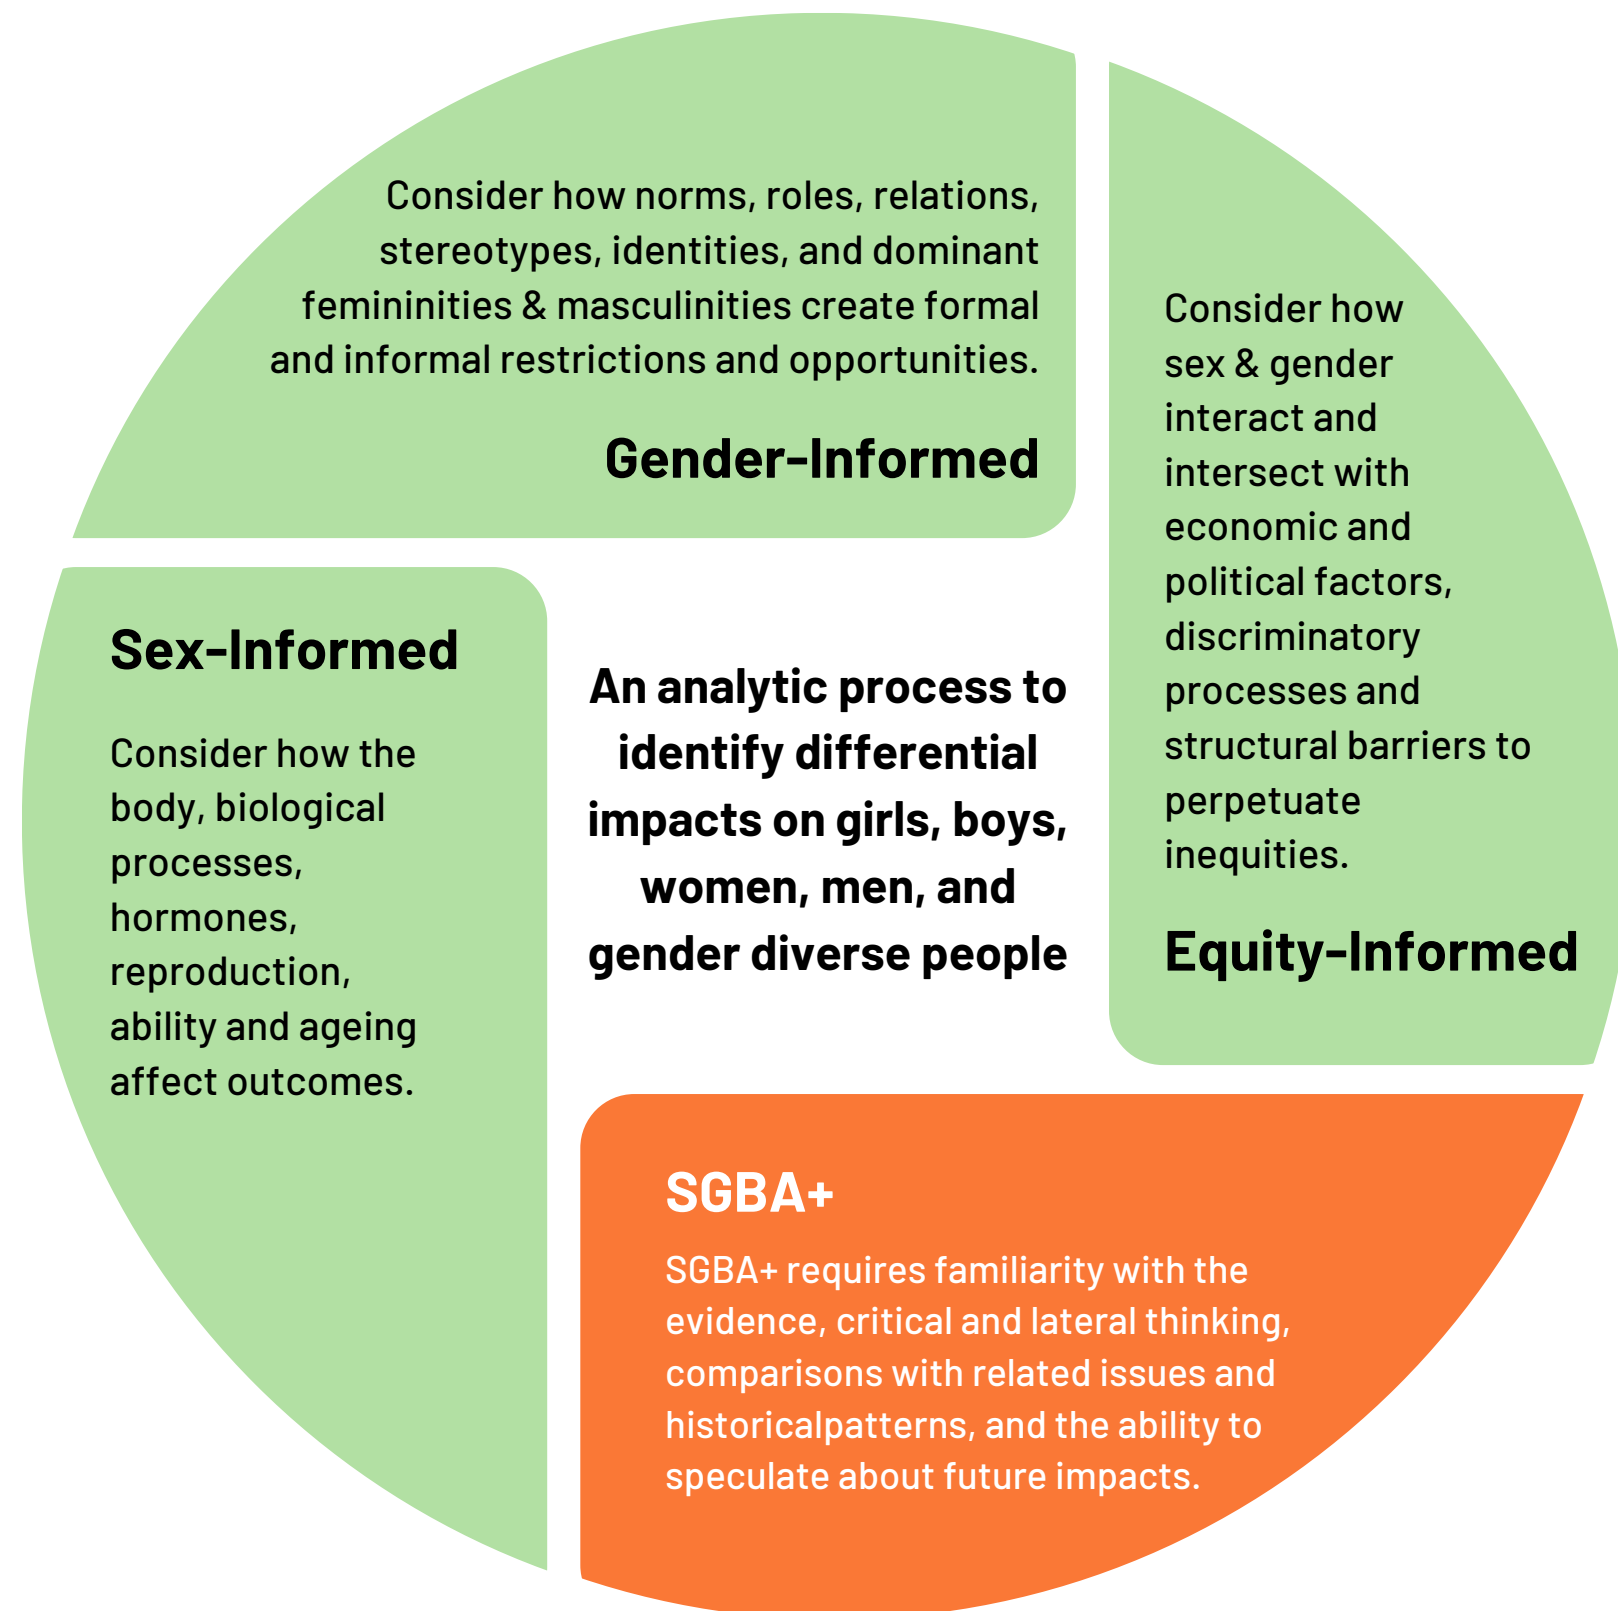 Consider how norms, roles, relations,
stereotypes, identities, and dominant
femininities & masculinities create formal
and informal restrictions and opportunities.
Gender-Informed
Consider how
sex & gender
interact and
intersect with
economic and
political factors,
discriminatory
processes and
structural barriers to
perpetuate
inequities.
Equity-Informed
Sex-Informed
Consider how the
body, biological
processes,
hormones,
reproduction,
ability and ageing
affect outcomes.
An analytic process to
identify differential
impacts on girls, boys,
women, men, and
gender diverse people
SGBA+
SGBA+ requires familiarity with the
evidence, critical and lateral thinking,
comparisons with related issues and
historicalpatterns, and the ability to
speculate about future impacts.